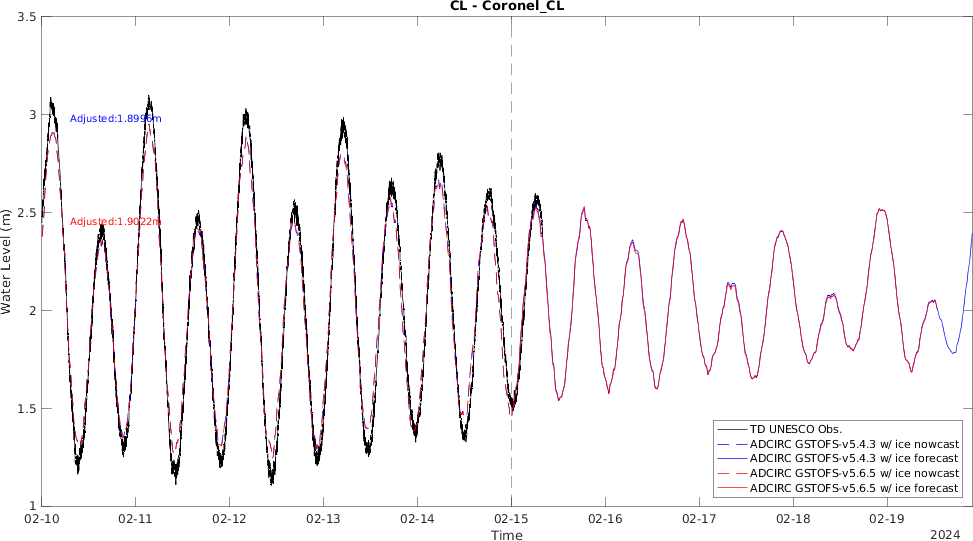 CL - Coronel_CL
3.5
3
2.5
2
1.5
1
Water Level (m)
Adjusted:1.8996m
Adjusted:1.9022m
TD UNESCO Obs.
ADCIRC GSTOFS-v5.4.3 w/ ice nowcast
ADCIRC GSTOFS-v5.4.3 w/ ice forecast
ADCIRC GSTOFS-v5.6.5 w/ ice nowcast
ADCIRC GSTOFS-v5.6.5 w/ ice forecast
02-10 02-11 02-12 02-13 02-14 02-15 02-16 02-17 02-18 02-19
Time
2024